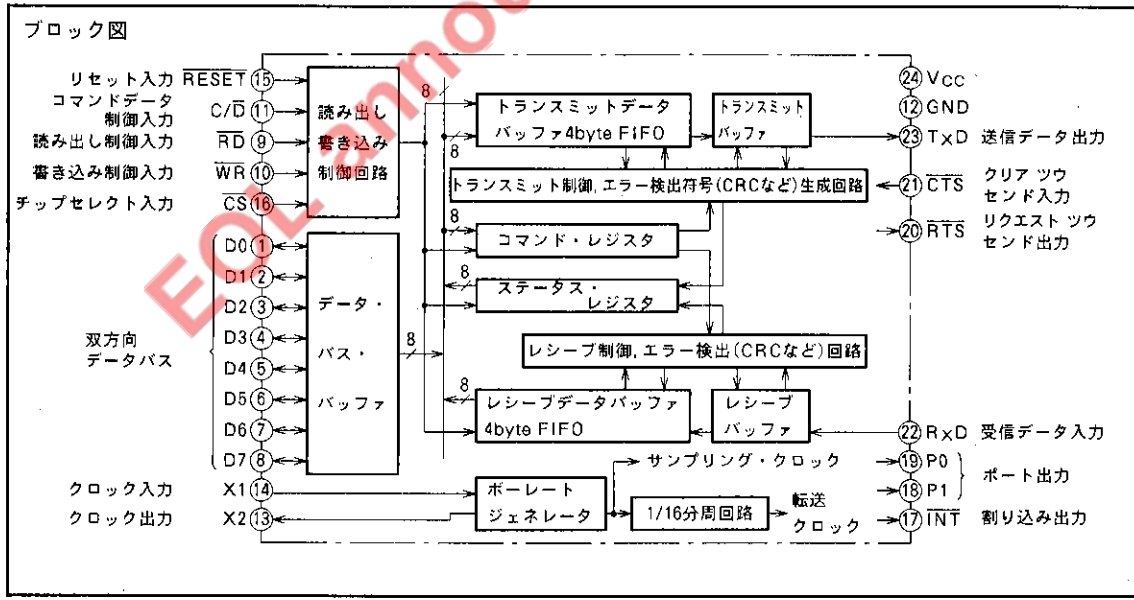 ブロック図
リセット入力 RESET 15
コマンドデータ
制御入力 C/D 11
読み出し制御入力 RD 9
書き込み制御入力 WR 10
チップセレクト入力 CS 16
読み出し
書き込み
制御回路
双方向
データバス
D0 1
D1 2
D2 3
D3 4
D4 5
D5 6
D6 7
D7 8
データ・
バス・
バッファ
8
クロック入力 X1 14
クロック出力 X2 13
8
8
トランスミットデータ
バッファ4byte FIFO
トランスミット
バッファ
トランスミット制御,エラー検出符号(CRCなど)生成回路
8
コマンド・レジスタ
8
ステータス・
レジスタ
レシーブ制御,エラー検出(CRCなど)回路
8
レシーブデータバッファ
4byte FIFO
レシーブ
バッファ
サンプリング・クロック
ボーレート
ジェネレータ
1/16分周回路
転送
クロック
24 VCC
12 GND
23 TxD 送信データ出力
21 CTS クリア ツウ
センド入力
20 RTS リクエスト ツウ
センド出力
22 RxD 受信データ入力
19 P0
18 P1
ポート出力
17 INT 割り込み出力
EOL annou